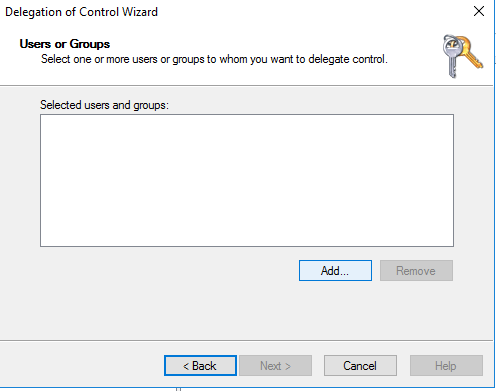 Delegation of Control Wizard
Users or Groups
Select one or more users or groups to whom you want to delegate control.
Selected users and groups:
Add...
Remove
< Back
Next >
Cancel
Help